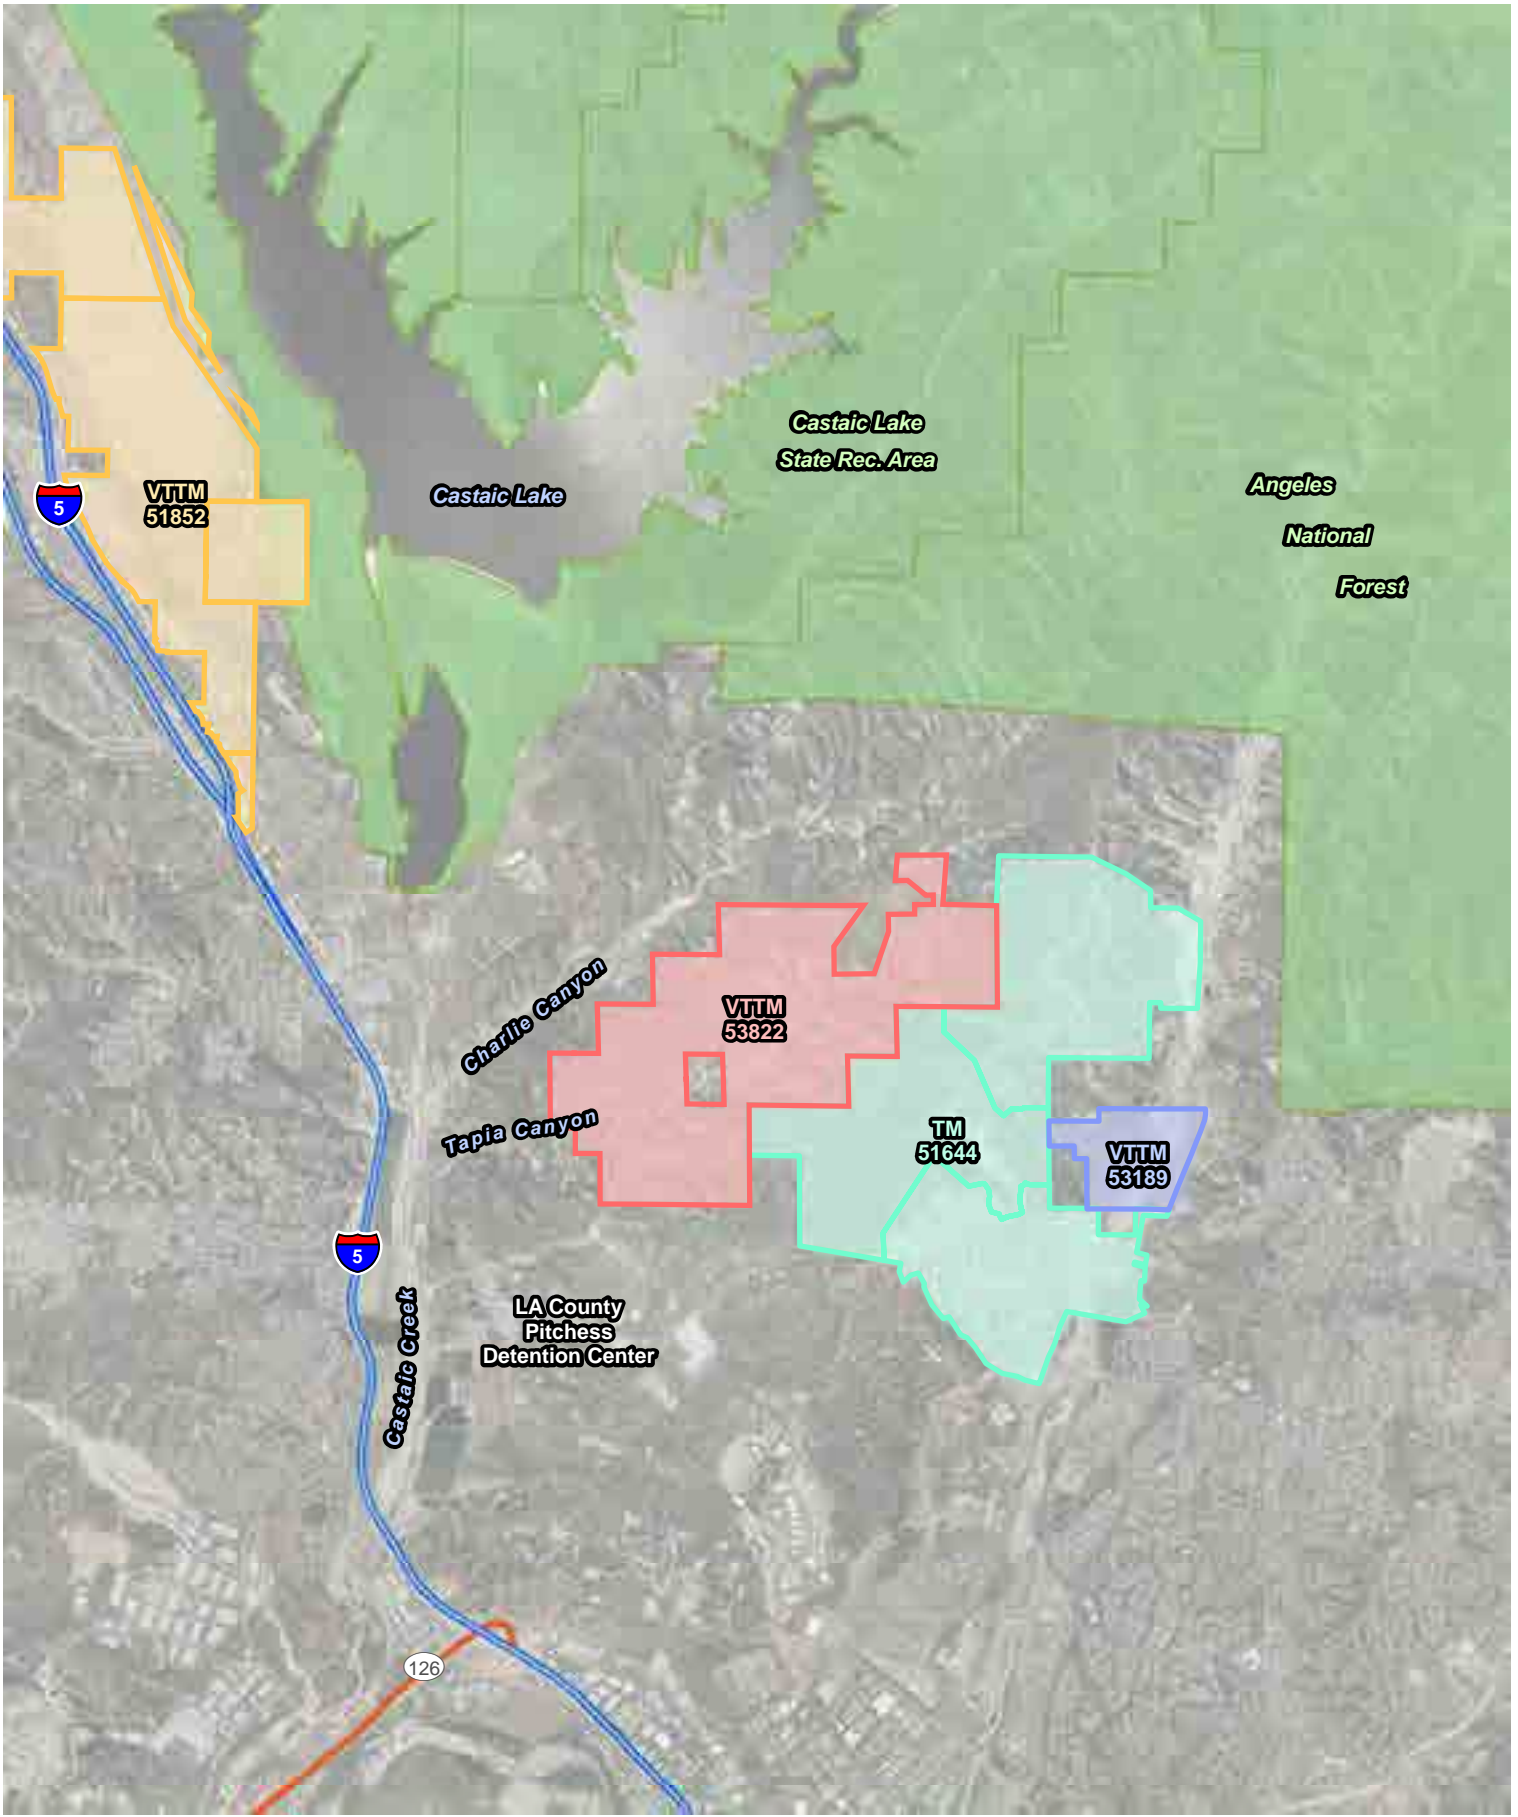 Castaic Lake
State Rec. Area
Angeles
National
Forest
VTTM
51852
Castaic Lake
5
VTTM
53822
Charlie Canyon
Tapia Canyon
TM
51644
VTTM
53189
5
LA County
Pitchess
Detention Center
Castaic Creek
126